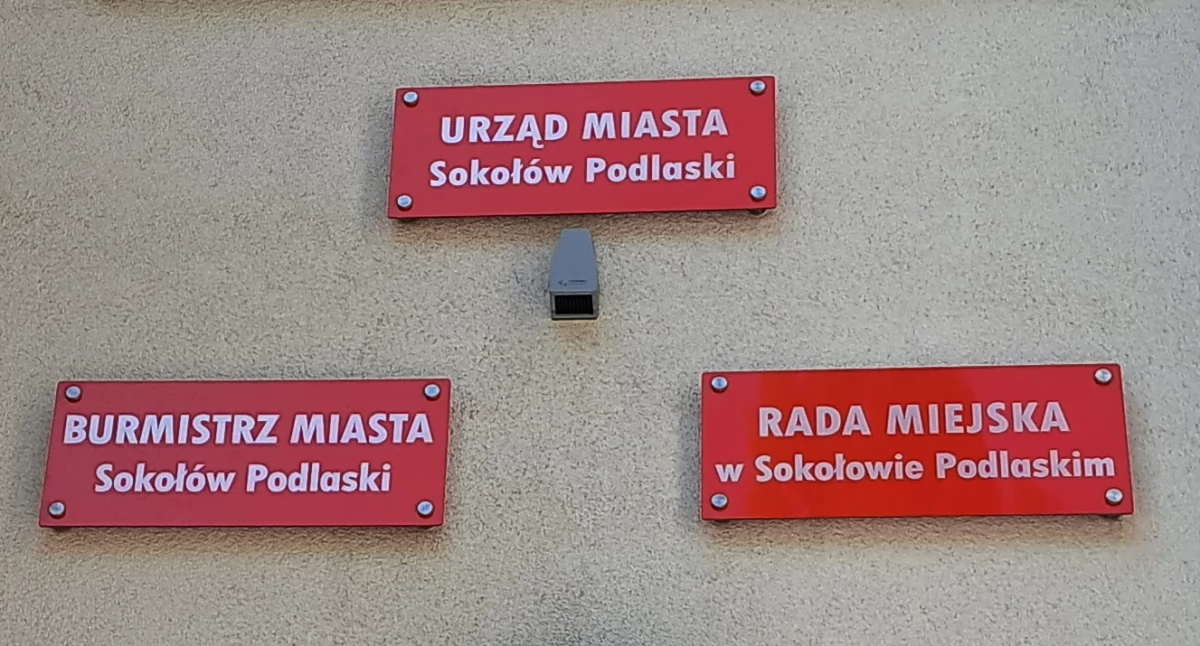 URZĄD MIASTA
Sokołów Podlaski
BURMISTRZ MIASTA
Sokołów Podlaski
RADA MIEJSKA
w Sokołowie Podlaskim